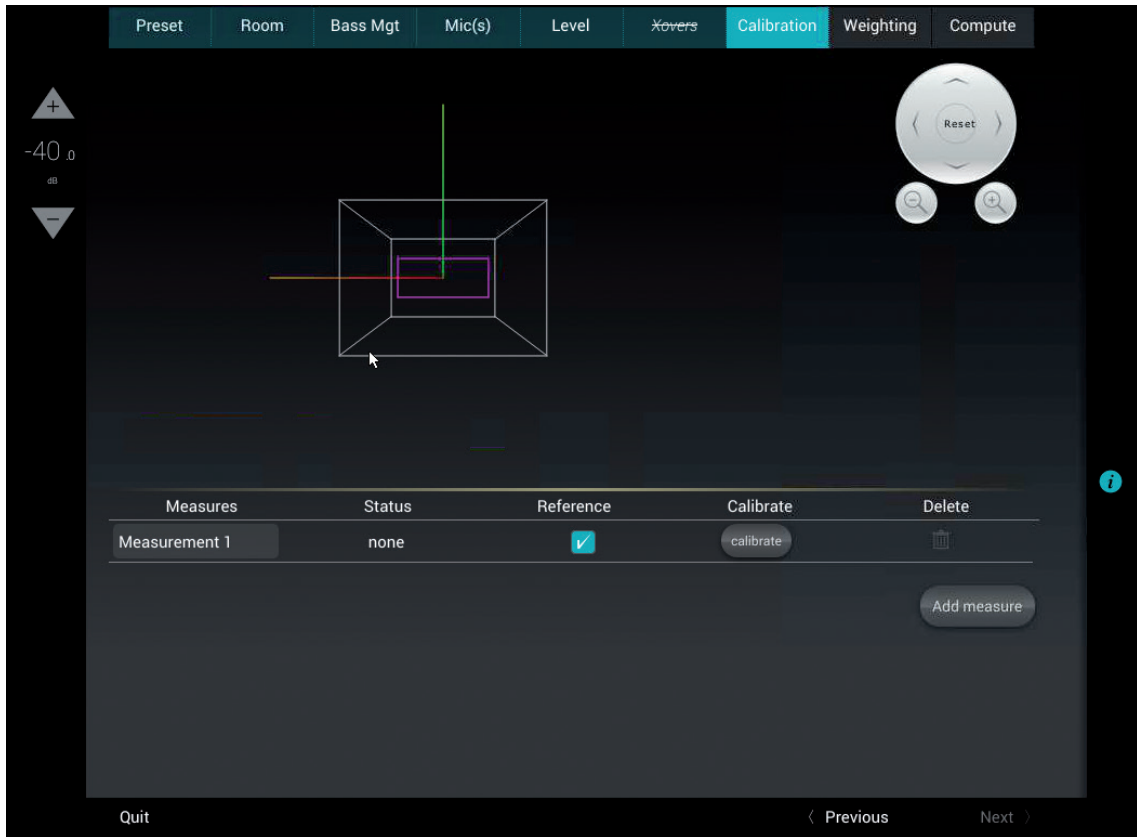 Preset Room Bass Mgt Mic(s) Level Xovers Calibration Weighting Compute
+
-40.0
dB
−
Reset
Measures Status Reference Calibrate Delete
Measurement 1 none calibrate
Add measure
i
Quit 〈 Previous Next 〉